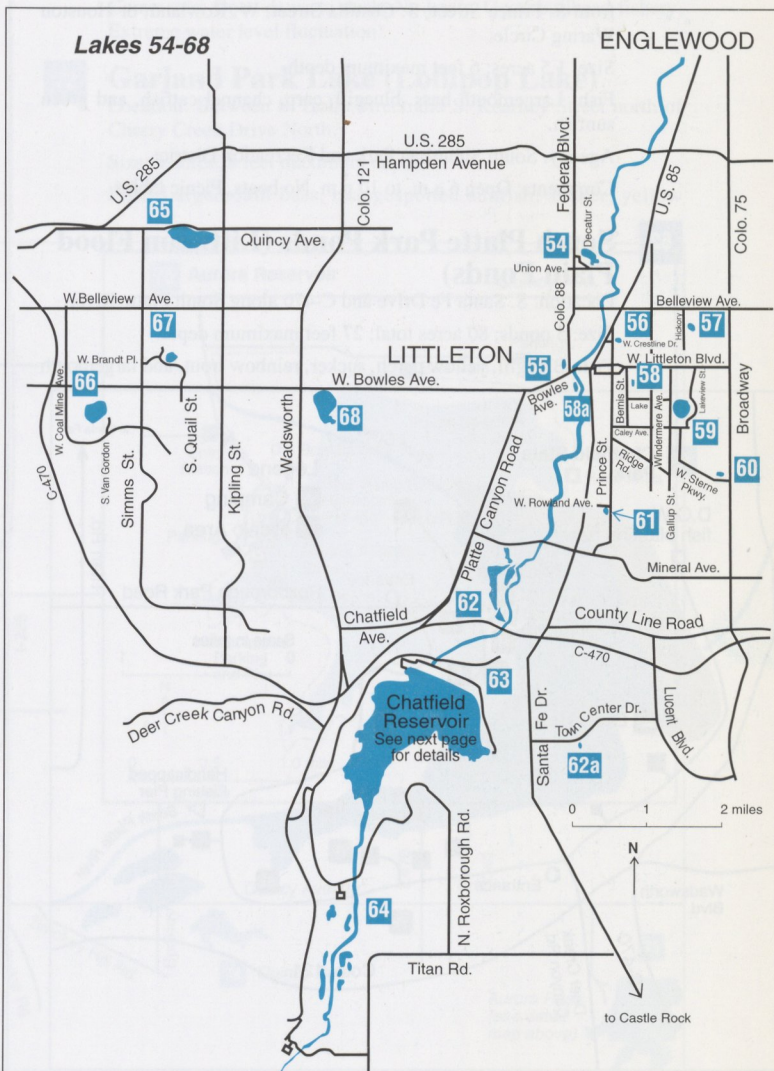 Lakes 54-68
ENGLEWOOD
U.S. 285
U.S. 285
Hampden Avenue
Colo. 121
Federal Blvd.
U.S. 85
Colo. 75
65
Quincy Ave.
54
Decatur St.
Union Ave.
Colo. 88
W.Belleview Ave.
Belleview Ave.
67
56
Hickory
57
W. Crestline Dr.
LITTLETON
W. Littleton Blvd.
W. Brandt Pl.
55
58
W. Bowles Ave.
Bowles
Ave.
58a
66
68
W. Coal Mine Ave.
S. Van Gordon
Simms St.
S. Quail St.
Kipling St.
Wadsworth
Bemis St.
Lake
Lakeview St.
Caley Ave.
Windermere Ave.
59
Broadway
Ridge
Rd.
W. Sterne
Pkwy.
60
C-470
Platte Canyon Road
Prince St.
W. Rowland Ave.
61
Gallup St.
Mineral Ave.
62
Chatfield
Ave.
County Line Road
C-470
63
Deer Creek Canyon Rd.
Chatfield
Reservoir
See next page
for details
Santa Fe Dr.
Town Center Dr.
Lucent Blvd.
62a
0 1 2 miles
N
N. Roxborough Rd.
64
Titan Rd.
to Castle Rock